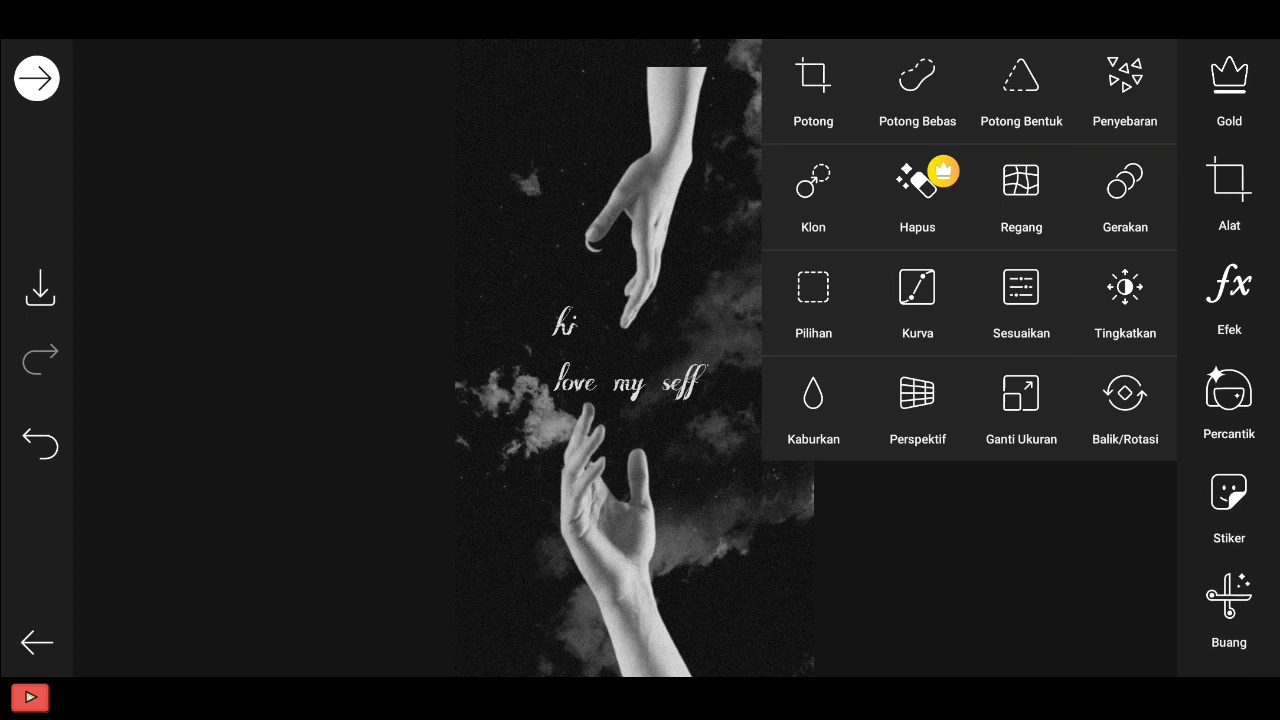 Potong
Potong Bebas
Potong Bentuk
Penyebaran
Gold
Klon
Hapus
Regang
Gerakan
Alat
hi
love my seff
Pilihan
Kurva
Sesuaikan
Tingkatkan
fx
Efek
Kaburkan
Perspektif
Ganti Ukuran
Balik/Rotasi
Percantik
Stiker
Buang